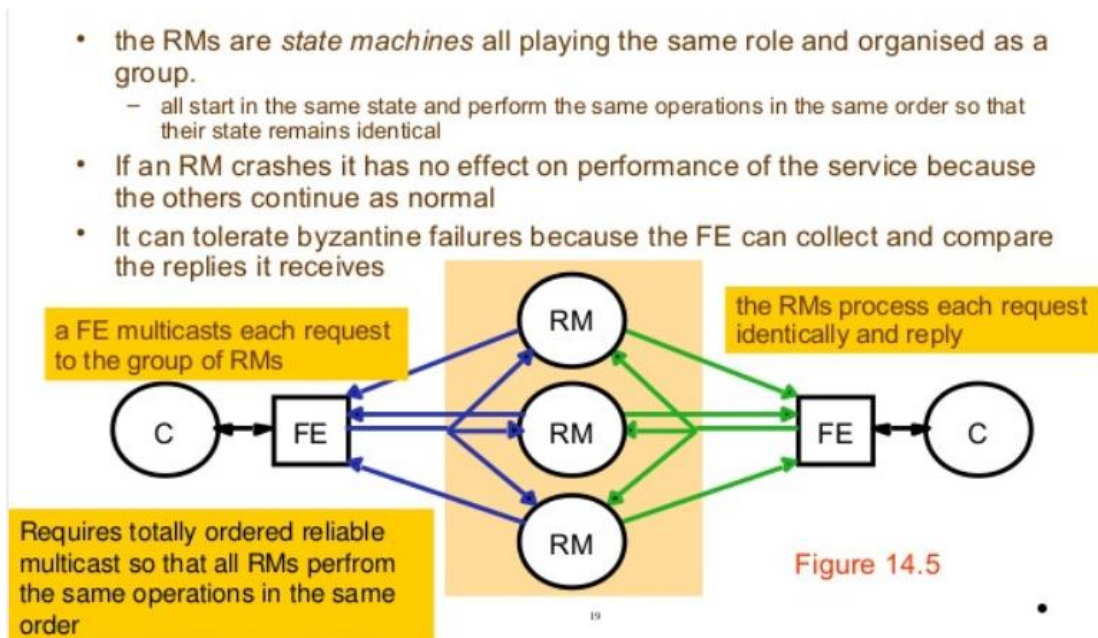 • the RMs are state machines all playing the same role and organised as a
group.
– all start in the same state and perform the same operations in the same order so that
their state remains identical
• If an RM crashes it has no effect on performance of the service because
the others continue as normal
• It can tolerate byzantine failures because the FE can collect and compare
the replies it receives
a FE multicasts each request
to the group of RMs
RM
the RMs process each request
identically and reply
C
FE
RM
FE
C
RM
Requires totally ordered reliable
multicast so that all RMs perfrom
the same operations in the same
order
Figure 14.5
19